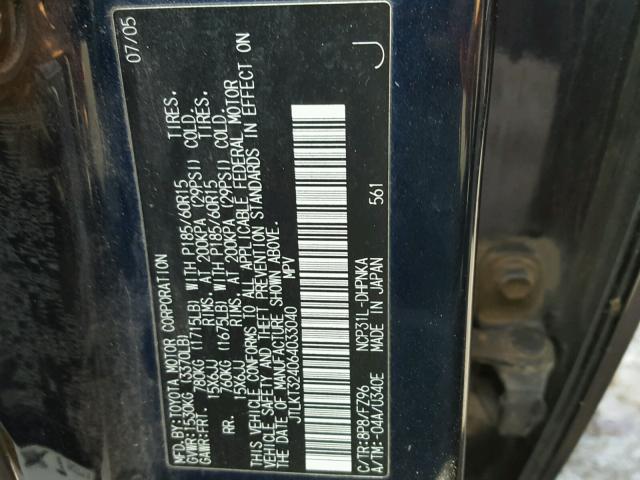 MFD.BY:TOYOTA MOTOR CORPORATION 07/05
GVWR:1530KG (3370LB)
GAWR:FRT. 780KG (1715LB) WITH P185/60R15 TIRES.
15X6JJ RIMS, AT 200KPA (29PSI) COLD.
RR. 760KG (1675LB) WITH P185/60R15 TIRES.
15X6JJ RIMS, AT 200KPA (29PSI) COLD.
THIS VEHICLE CONFORMS TO ALL APPLICABLE FEDERAL MOTOR
VEHICLE SAFETY AND THEFT PREVENTION STANDARDS IN EFFECT ON
THE DATE OF MANUFACTURE SHOWN ABOVE.
JTLKT324064033040 MPV
561 J
C/TR:8P8/FZ96 NCP31L-DHPNKA
A/TM:-04A/U340E MADE IN JAPAN